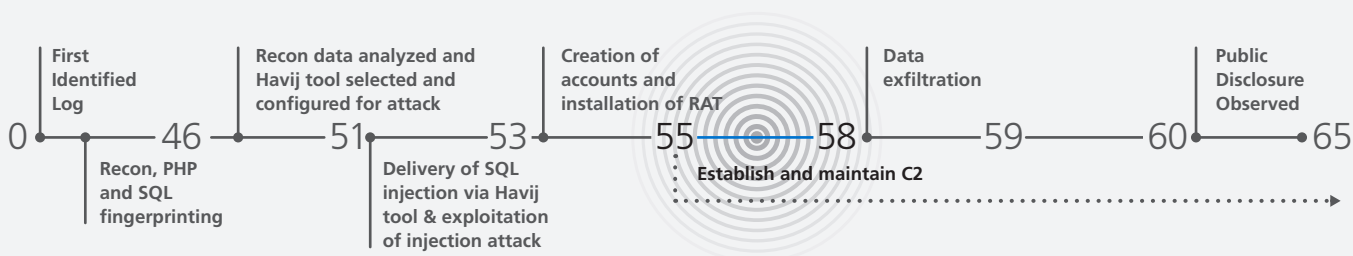 First
Identified
Log
Recon data analyzed and
Havij tool selected and
configured for attack
Creation of
accounts and
installation of RAT
Data
exfiltration
Public
Disclosure
Observed
0 46 51 53 55 58 59 60 65
Recon, PHP
and SQL
fingerprinting
Delivery of SQL
injection via Havij
tool & exploitation
of injection attack
Establish and maintain C2